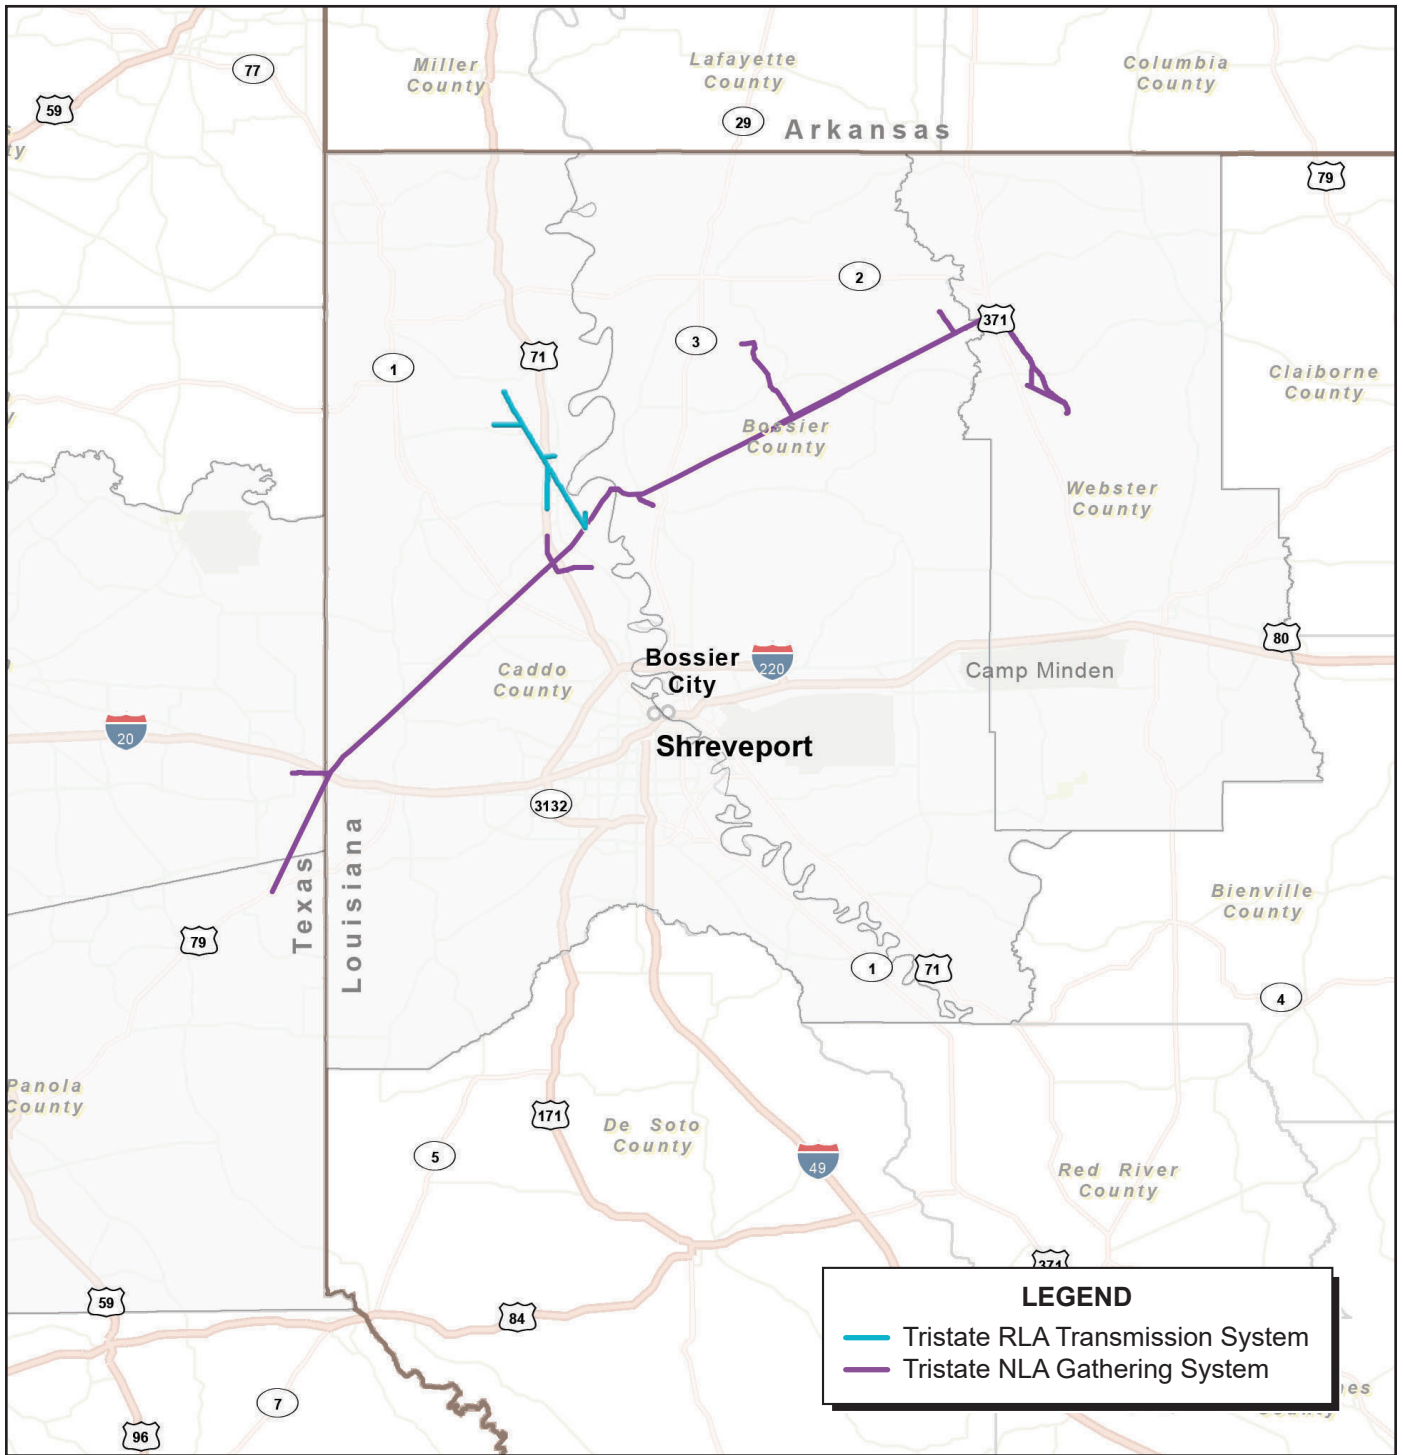 Miller
County
Lafayette
County
Columbia
County
77
59
29
Arkansas
ty
79
2
371
3
71
1
Claiborne
County
Bossier
County
Webster
County
80
Bossier
City
220
Caddo
County
Camp Minden
20
Shreveport
3132
Texas
Louisiana
Bienville
County
79
1
71
4
Panola
County
171
De Soto
County
5
49
Red River
County
371
59
84
7
96
LEGEND
Tristate RLA Transmission System
Tristate NLA Gathering System